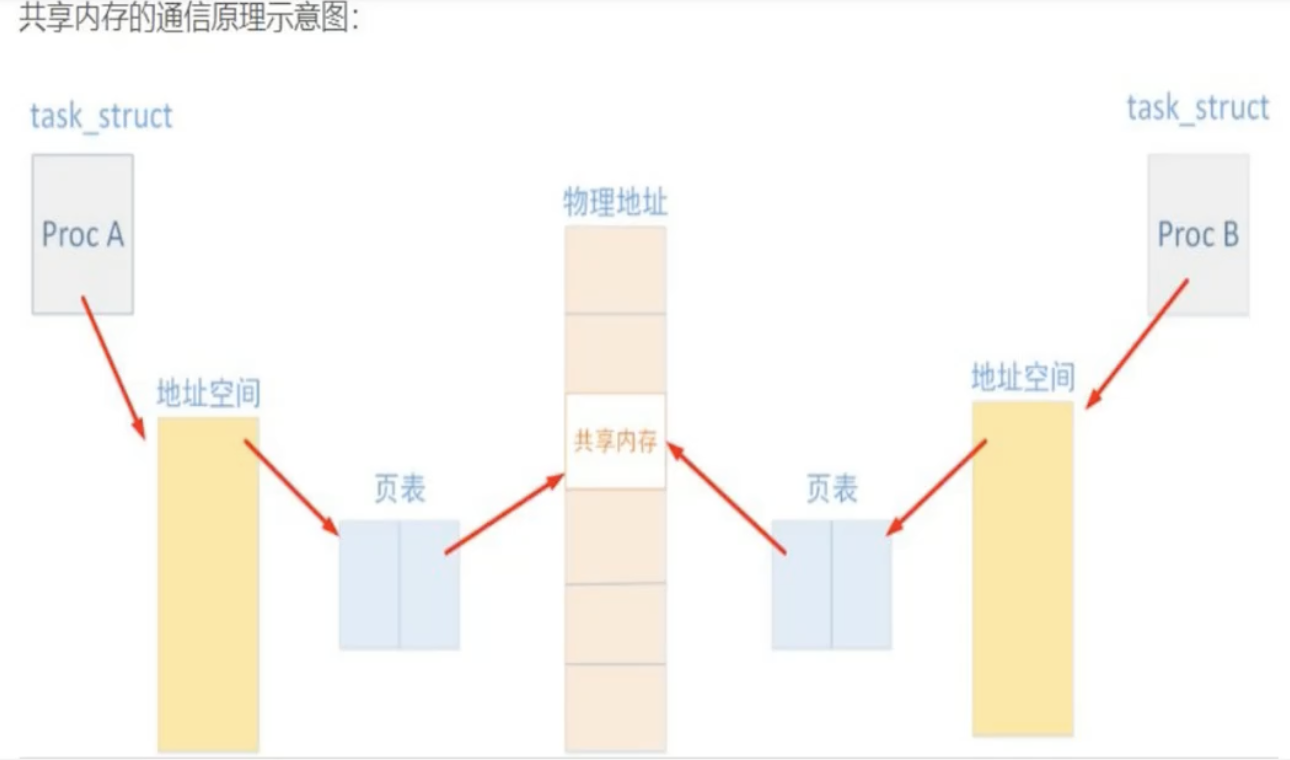 共享内存的通信原理示意图：
task_struct
task_struct
Proc A
物理地址
Proc B
地址空间
地址空间
共享内存
页表
页表